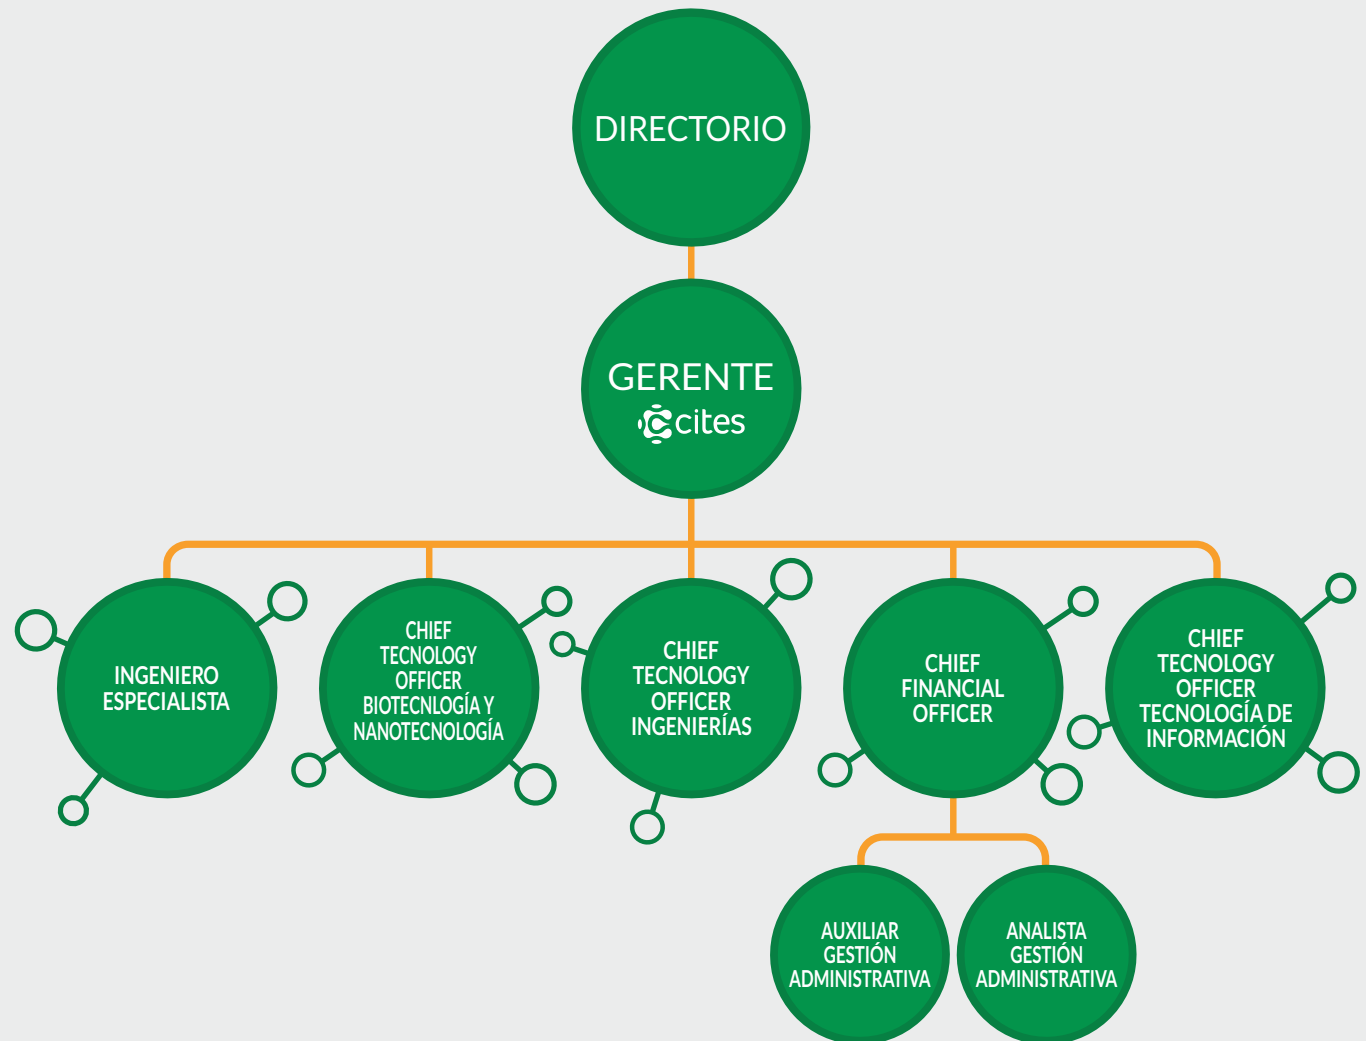 DIRECTORIO
GERENTE
cites
INGENIERO
ESPECIALISTA
CHIEF
TECNOLOGY
OFFICER
BIOTECNLOGÍA Y
NANOTECNOLOGÍA
CHIEF
TECNOLOGY
OFFICER
INGENIERÍAS
CHIEF
FINANCIAL
OFFICER
CHIEF
TECNOLOGY
OFFICER
TECNOLOGÍA DE
INFORMACIÓN
AUXILIAR
GESTIÓN
ADMINISTRATIVA
ANALISTA
GESTIÓN
ADMINISTRATIVA